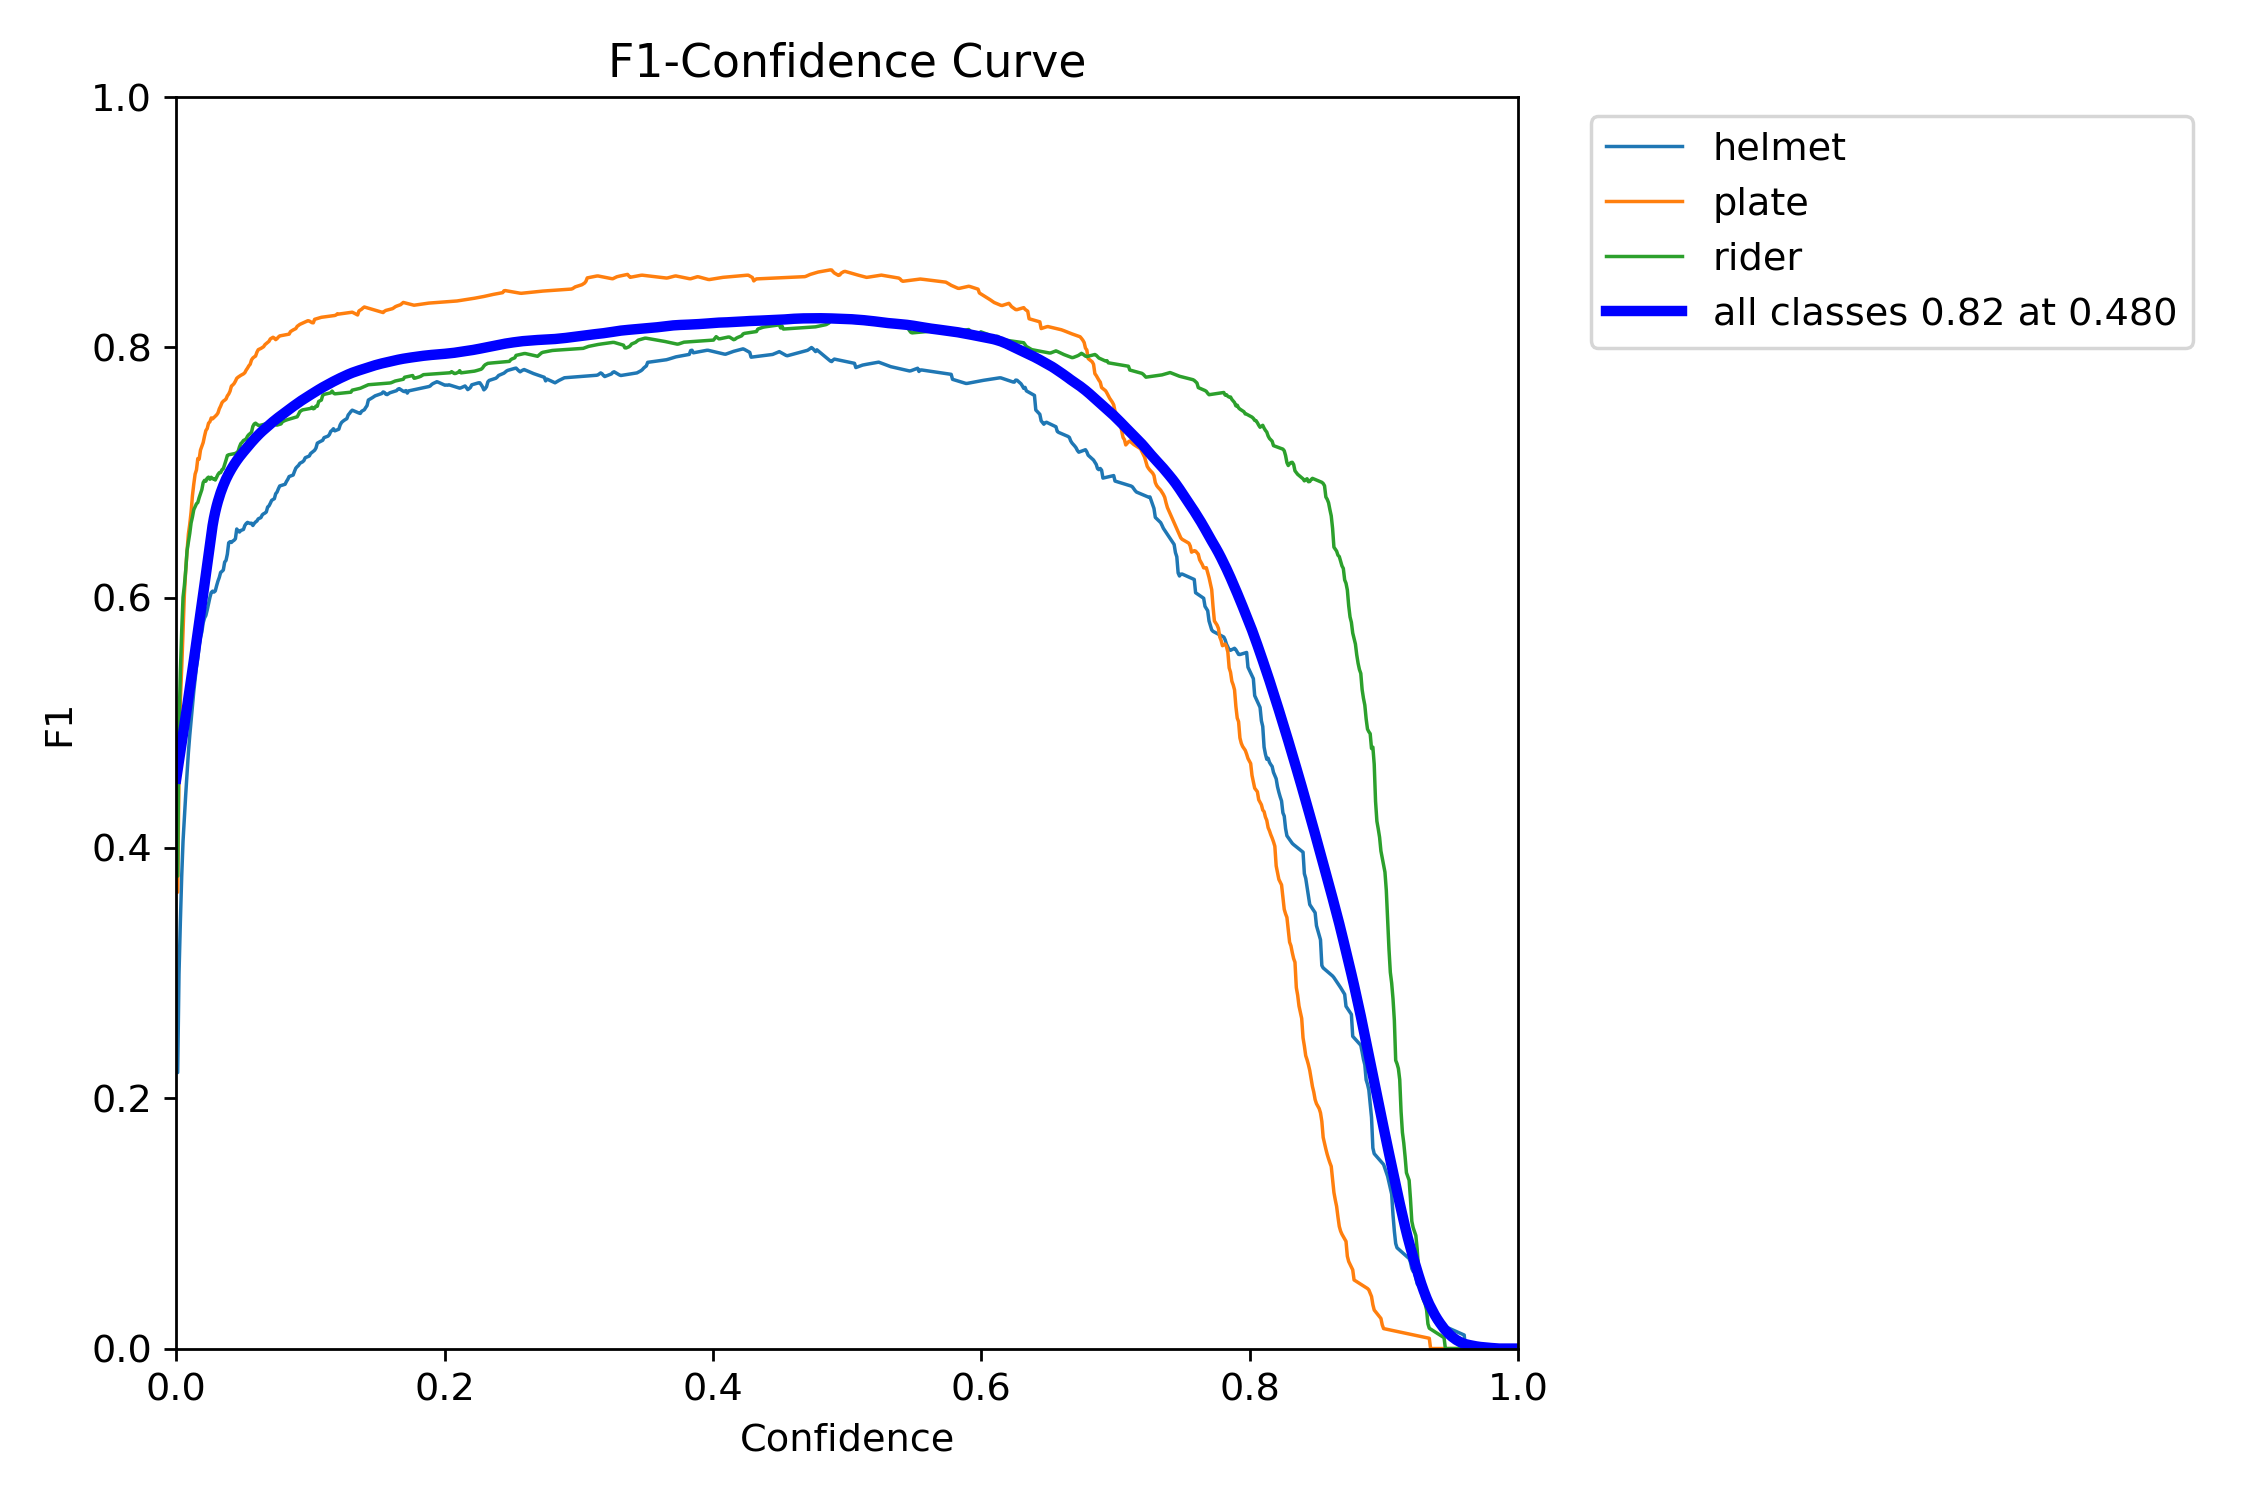 F1-Confidence Curve
1.0
0.8
0.6
0.4
0.2
0.0
F1
0.0 0.2 0.4 0.6 0.8 1.0
Confidence
helmet
plate
rider
all classes 0.82 at 0.480